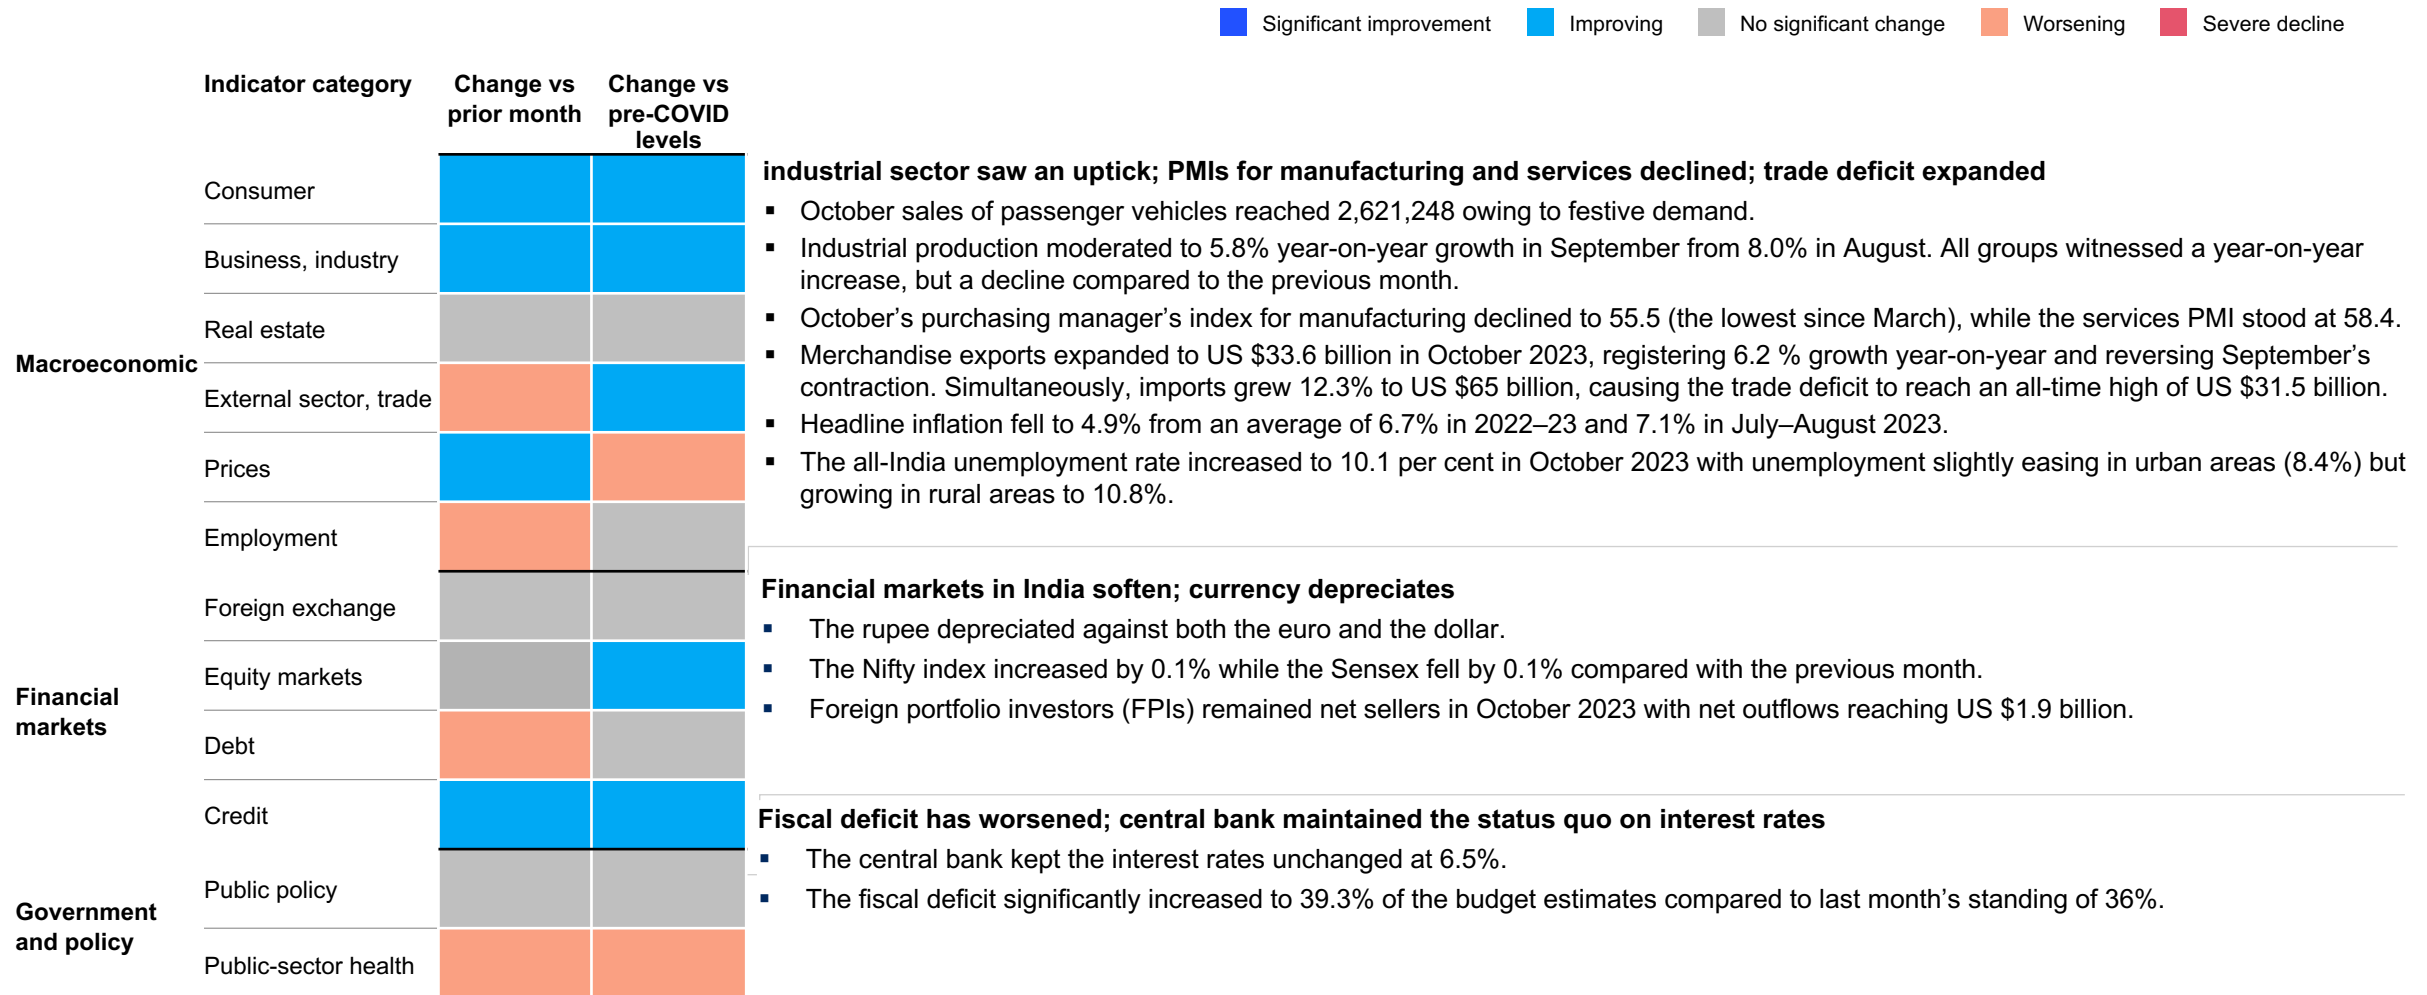 Significant improvement
Improving
No significant change
Worsening
Severe decline
Indicator category
Change vs
prior month
Change vs
pre-COVID
levels
Macroeconomic
Consumer
Business, industry
Real estate
External sector, trade
Prices
Employment
industrial sector saw an uptick; PMIs for manufacturing and services declined; trade deficit expanded
▪ October sales of passenger vehicles reached 2,621,248 owing to festive demand.
▪ Industrial production moderated to 5.8% year-on-year growth in September from 8.0% in August. All groups witnessed a year-on-year
increase, but a decline compared to the previous month.
▪ October’s purchasing manager’s index for manufacturing declined to 55.5 (the lowest since March), while the services PMI stood at 58.4.
▪ Merchandise exports expanded to US $33.6 billion in October 2023, registering 6.2 % growth year-on-year and reversing September’s
contraction. Simultaneously, imports grew 12.3% to US $65 billion, causing the trade deficit to reach an all-time high of US $31.5 billion.
▪ Headline inflation fell to 4.9% from an average of 6.7% in 2022–23 and 7.1% in July–August 2023.
▪ The all-India unemployment rate increased to 10.1 per cent in October 2023 with unemployment slightly easing in urban areas (8.4%) but
growing in rural areas to 10.8%.
Financial
markets
Foreign exchange
Equity markets
Debt
Credit
Financial markets in India soften; currency depreciates
▪ The rupee depreciated against both the euro and the dollar.
▪ The Nifty index increased by 0.1% while the Sensex fell by 0.1% compared with the previous month.
▪ Foreign portfolio investors (FPIs) remained net sellers in October 2023 with net outflows reaching US $1.9 billion.
Government
and policy
Public policy
Public-sector health
Fiscal deficit has worsened; central bank maintained the status quo on interest rates
▪ The central bank kept the interest rates unchanged at 6.5%.
▪ The fiscal deficit significantly increased to 39.3% of the budget estimates compared to last month’s standing of 36%.